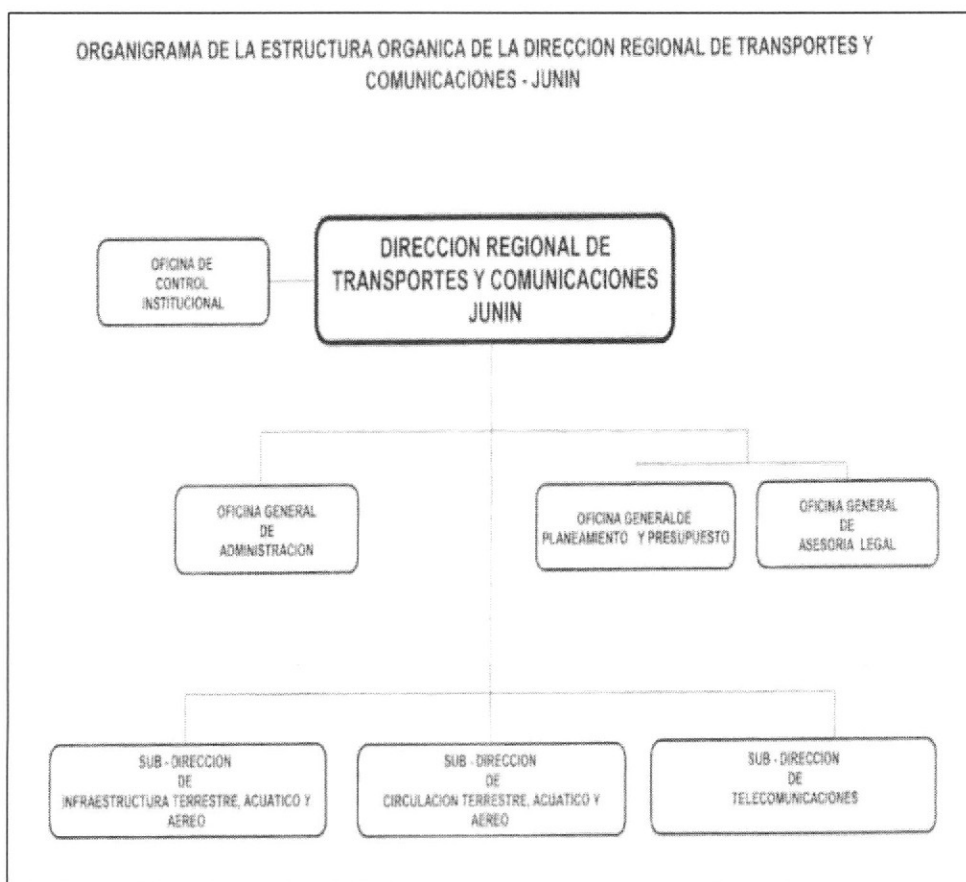 ORGANIGRAMA DE LA ESTRUCTURA ORGANICA DE LA DIRECCION REGIONAL DE TRANSPORTES Y
COMUNICACIONES - JUNIN
OFICINA DE
CONTROL
INSTITUCIONAL
DIRECCION REGIONAL DE
TRANSPORTES Y COMUNICACIONES
JUNIN
OFICINA GENERAL
DE
ADMINISTRACION
OFICINA GENERALDE
PLANEAMIENTO Y PRESUPUESTO
OFICINA GENERAL
DE
ASESORIA LEGAL
SUB - DIRECCION
DE
INFRAESTRUCTURA TERRESTRE, ACUATICO Y
AEREO
SUB - DIRECCION
DE
CIRCULACION TERRESTRE, ACUATICO Y
AEREO
SUB - DIRECCION
DE
TELECOMUNICACIONES